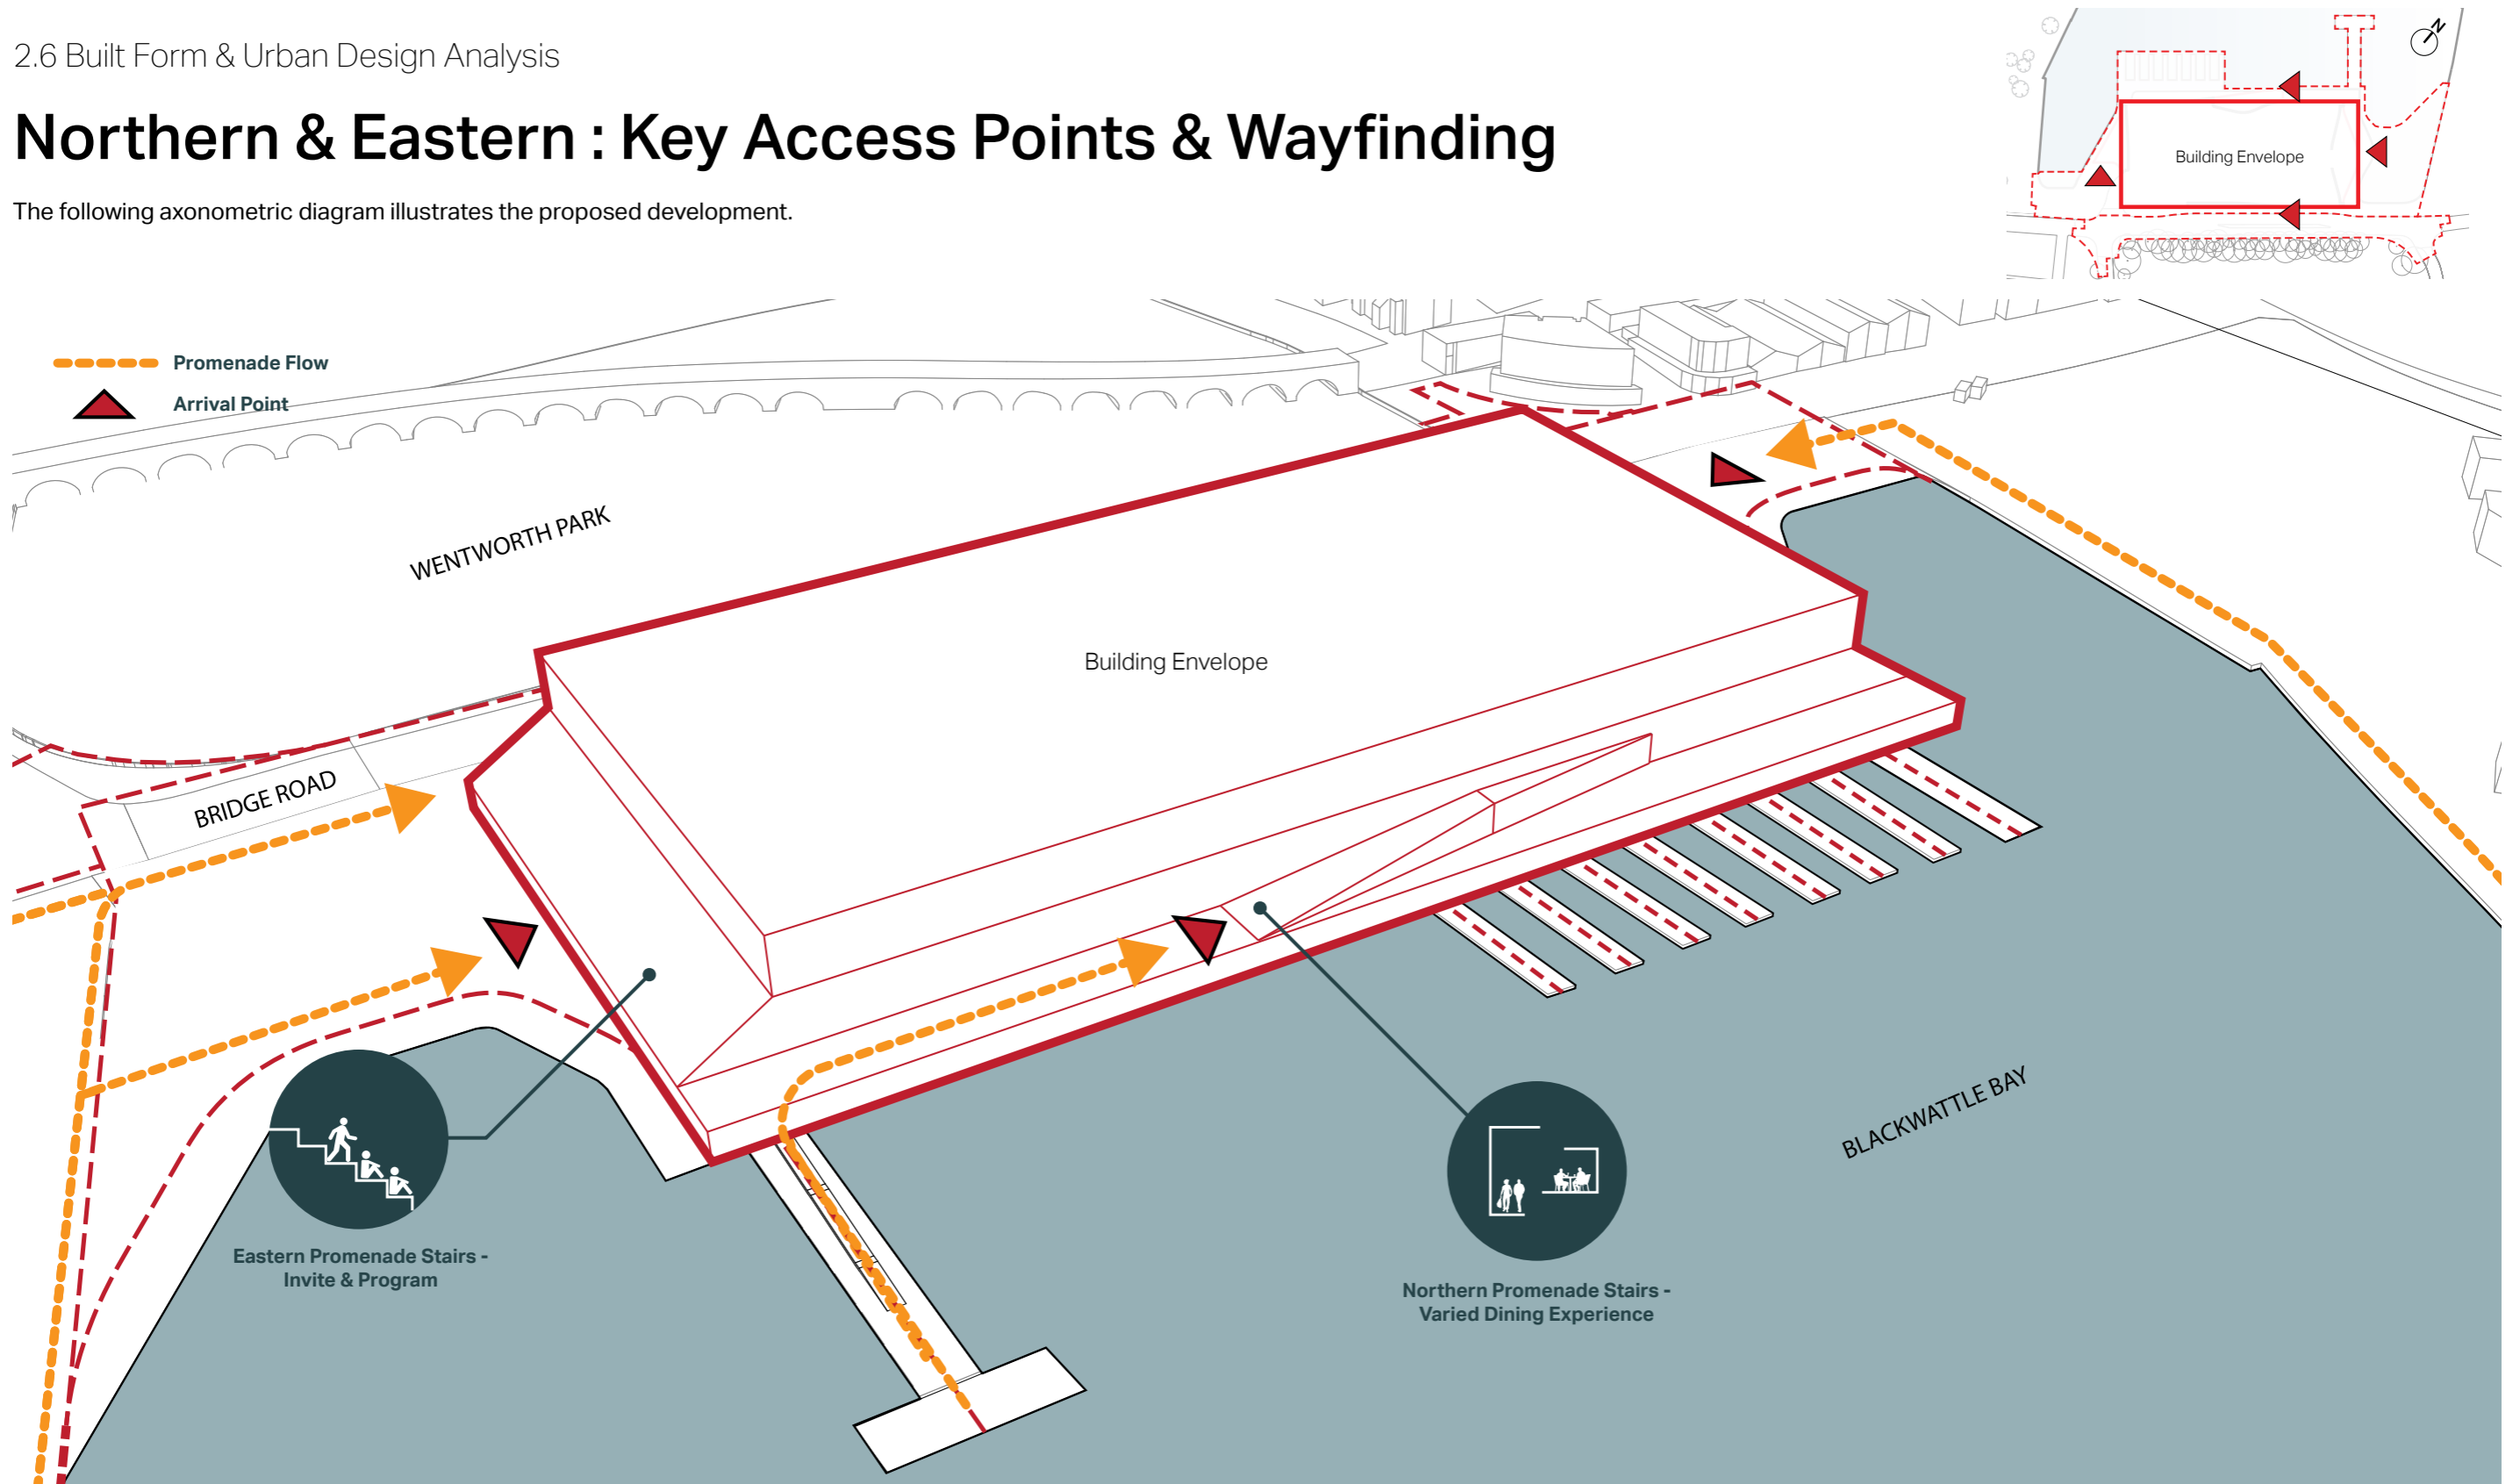 2.6 Built Form & Urban Design Analysis
Northern & Eastern : Key Access Points & Wayfinding
The following axonometric diagram illustrates the proposed development.
N
Building Envelope
Promenade Flow
Arrival Point
WENTWORTH PARK
Building Envelope
BRIDGE ROAD
BLACKWATTLE BAY
Eastern Promenade Stairs -
Invite & Program
Northern Promenade Stairs -
Varied Dining Experience